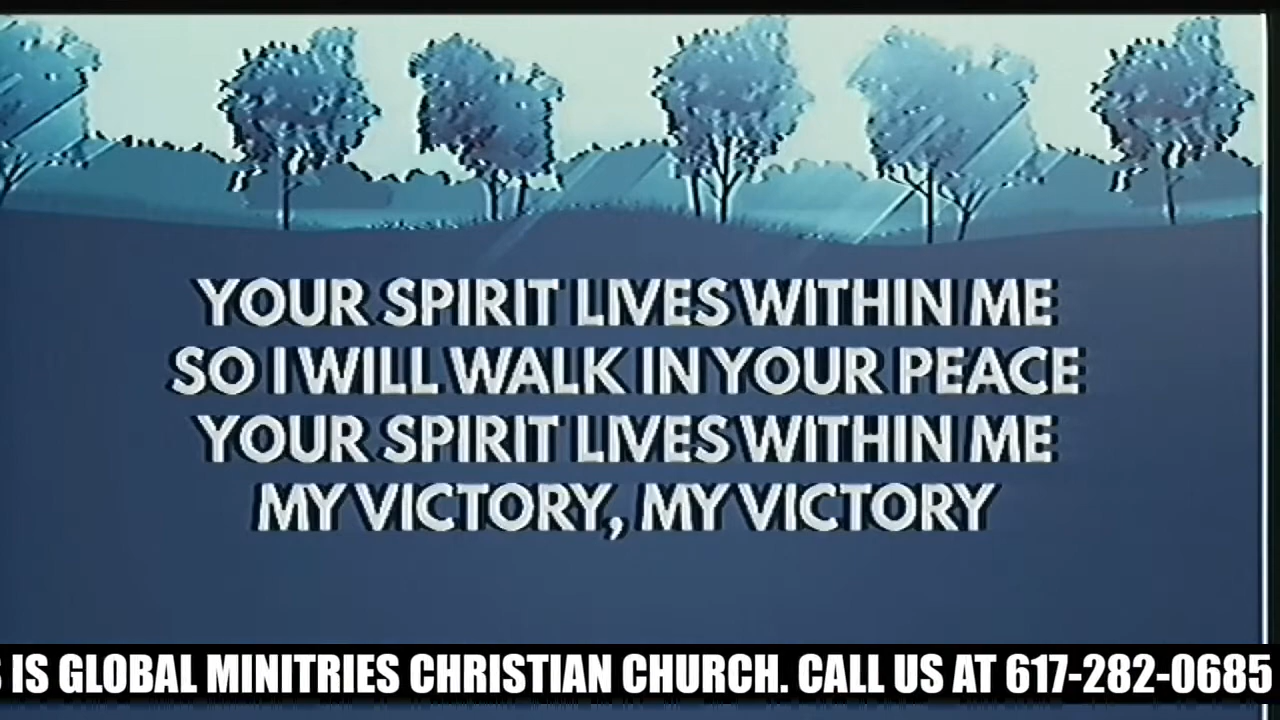 YOUR SPIRIT LIVES WITHIN ME
SO I WILL WALK IN YOUR PEACE
YOUR SPIRIT LIVES WITHIN ME
MY VICTORY, MY VICTORY
IS GLOBAL MINITRIES CHRISTIAN CHURCH. CALL US AT 617-282-0685